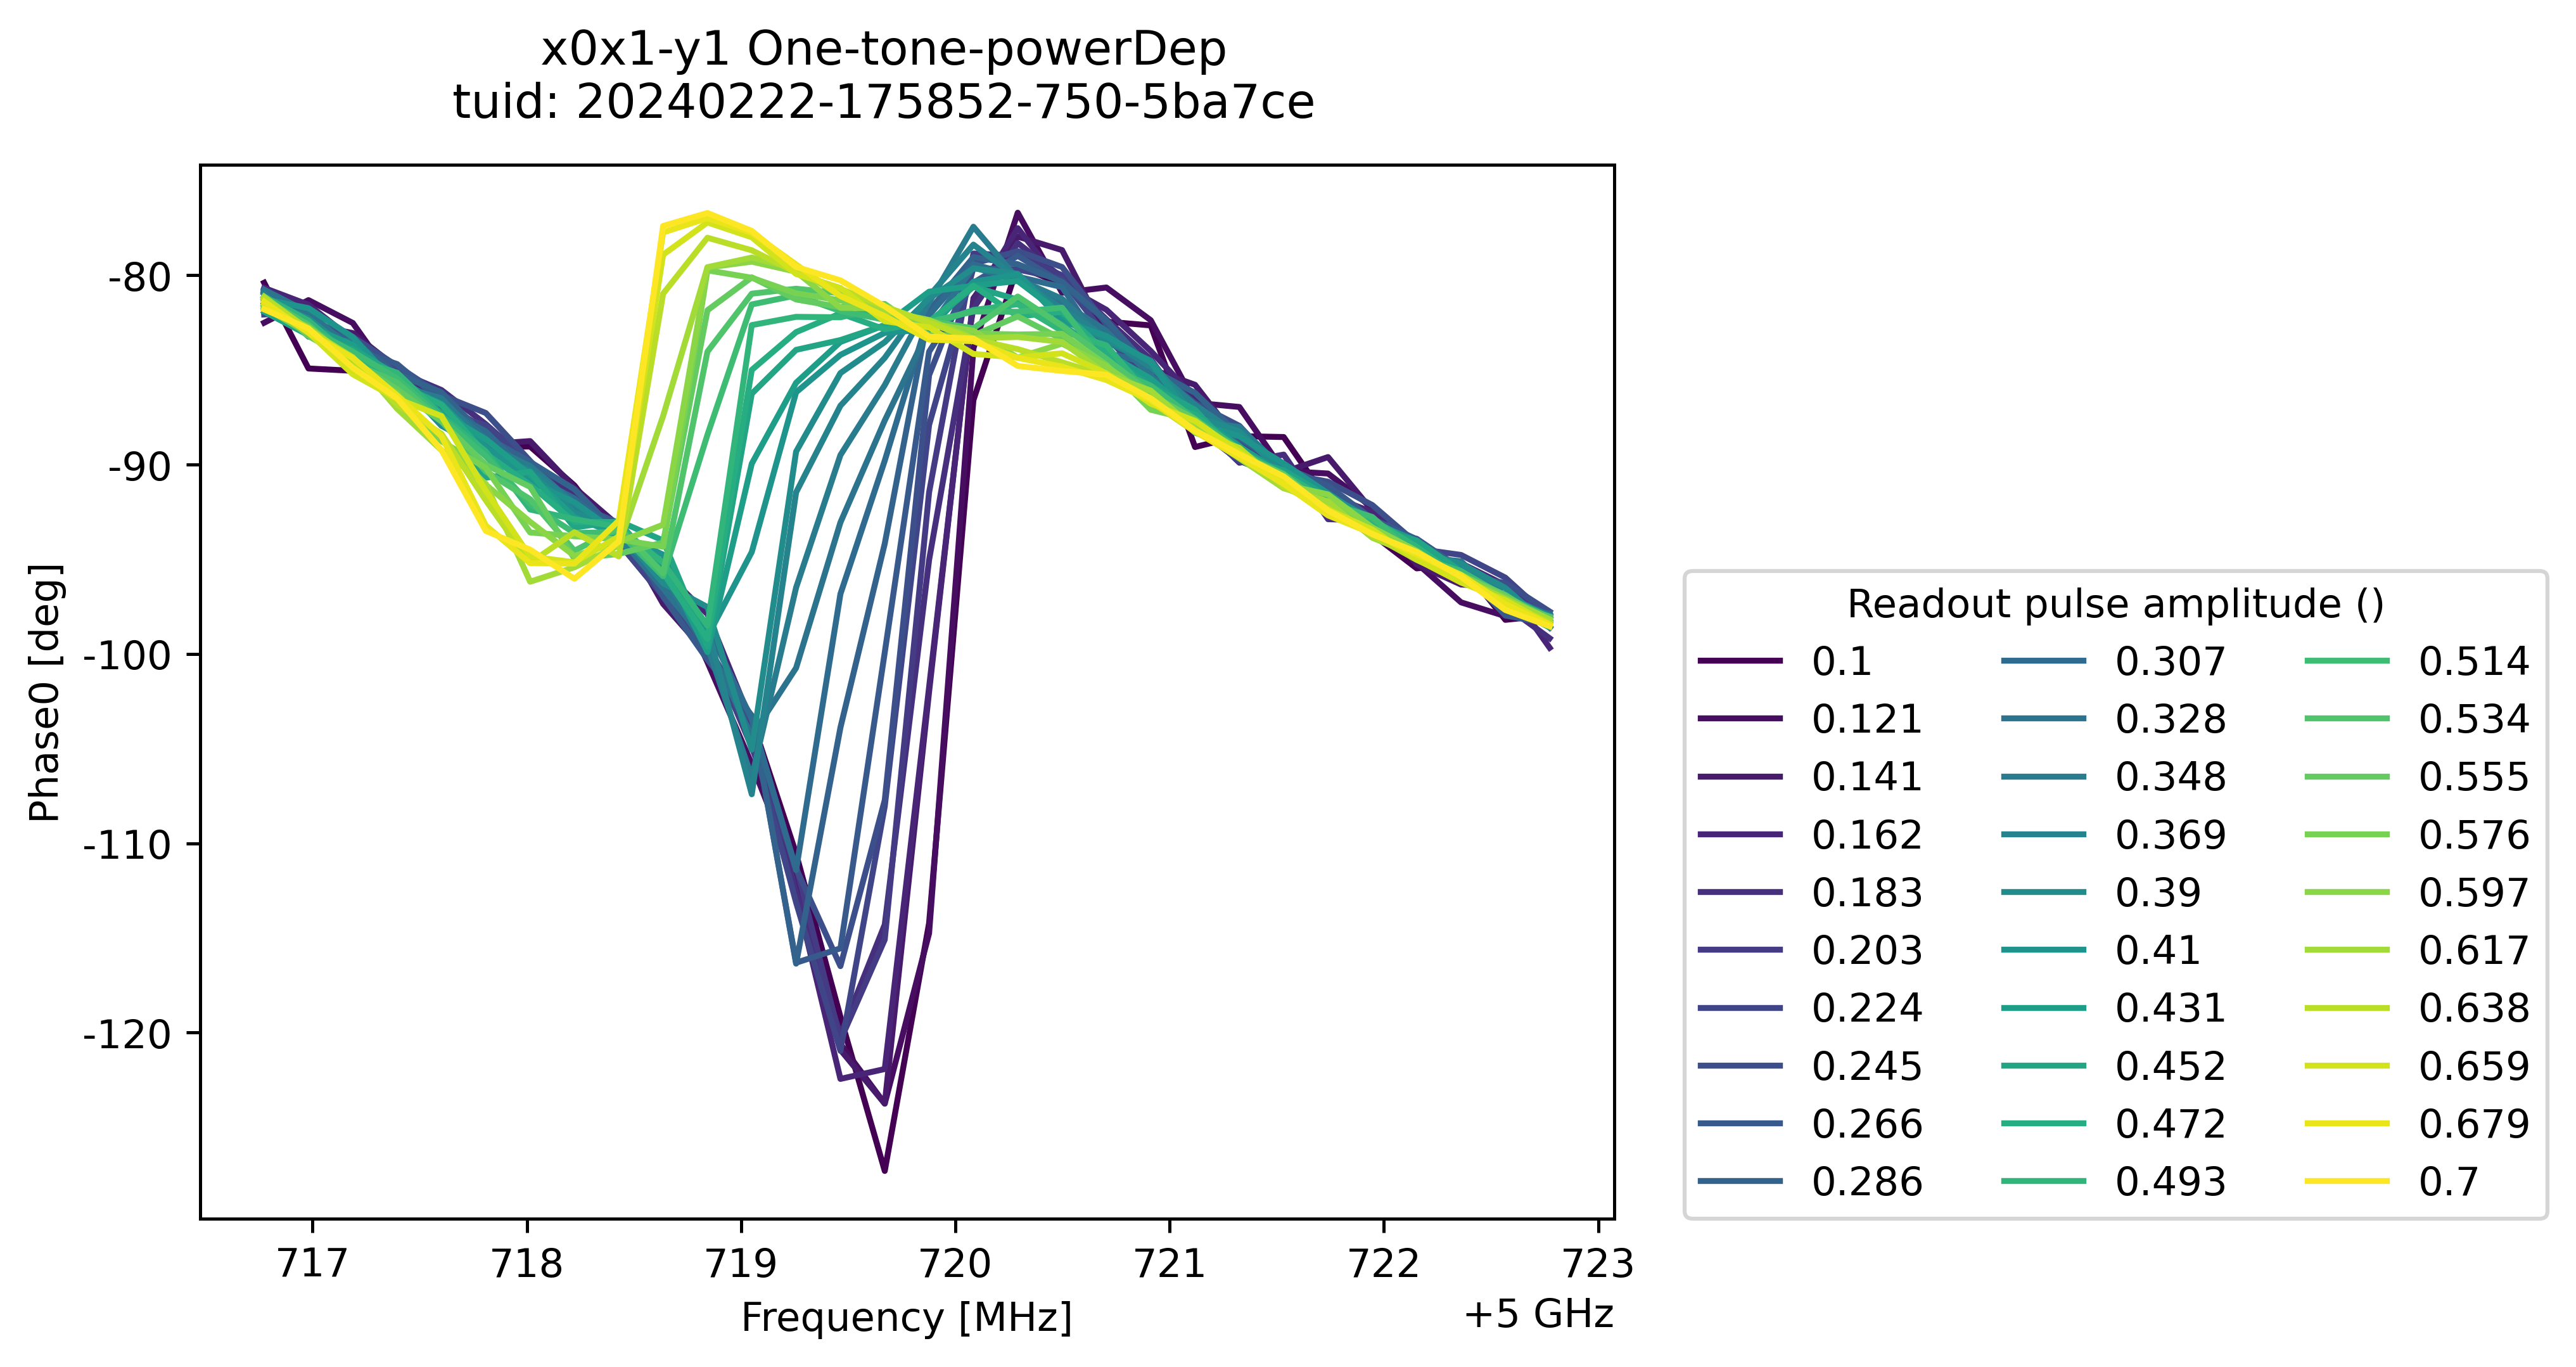 x0x1-y1 One-tone-powerDep
tuid: 20240222-175852-750-5ba7ce
Phase0 [deg]
-80
-90
-100
-110
-120
717 718 719 720 721 722 723
Frequency [MHz]
+5 GHz
Readout pulse amplitude ()
0.1 0.307 0.514
0.121 0.328 0.534
0.141 0.348 0.555
0.162 0.369 0.576
0.183 0.39 0.597
0.203 0.41 0.617
0.224 0.431 0.638
0.245 0.452 0.659
0.266 0.472 0.679
0.286 0.493 0.7